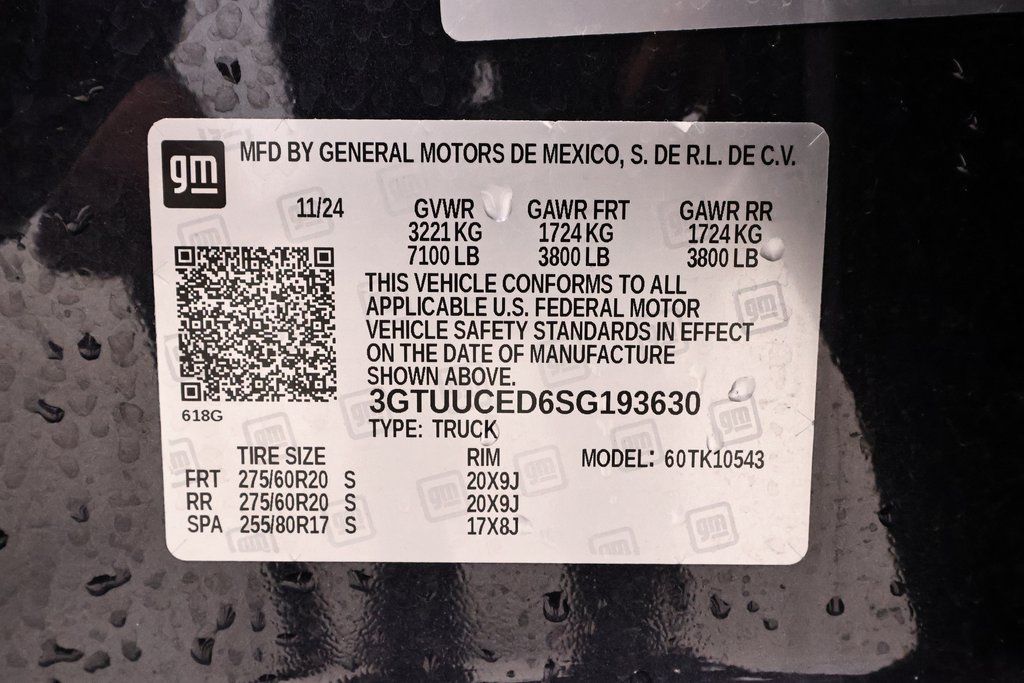 gm MFD BY GENERAL MOTORS DE MEXICO, S. DE R.L. DE C.V.
11/24 GVWR GAWR FRT GAWR RR
3221 KG 1724 KG 1724 KG
7100 LB 3800 LB 3800 LB
THIS VEHICLE CONFORMS TO ALL
APPLICABLE U.S. FEDERAL MOTOR
VEHICLE SAFETY STANDARDS IN EFFECT
ON THE DATE OF MANUFACTURE
SHOWN ABOVE.
3GTUUCED6SG193630
618G
TYPE: TRUCK
TIRE SIZE RIM MODEL: 60TK10543
FRT 275/60R20 S 20X9J
RR 275/60R20 S 20X9J
SPA 255/80R17 S 17X8J